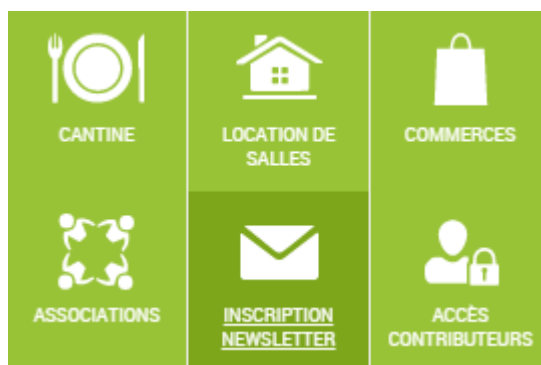 CANTINE
LOCATION DE
SALLES
COMMERCES
ASSOCIATIONS
INSCRIPTION
NEWSLETTER
ACCÈS
CONTRIBUTEURS